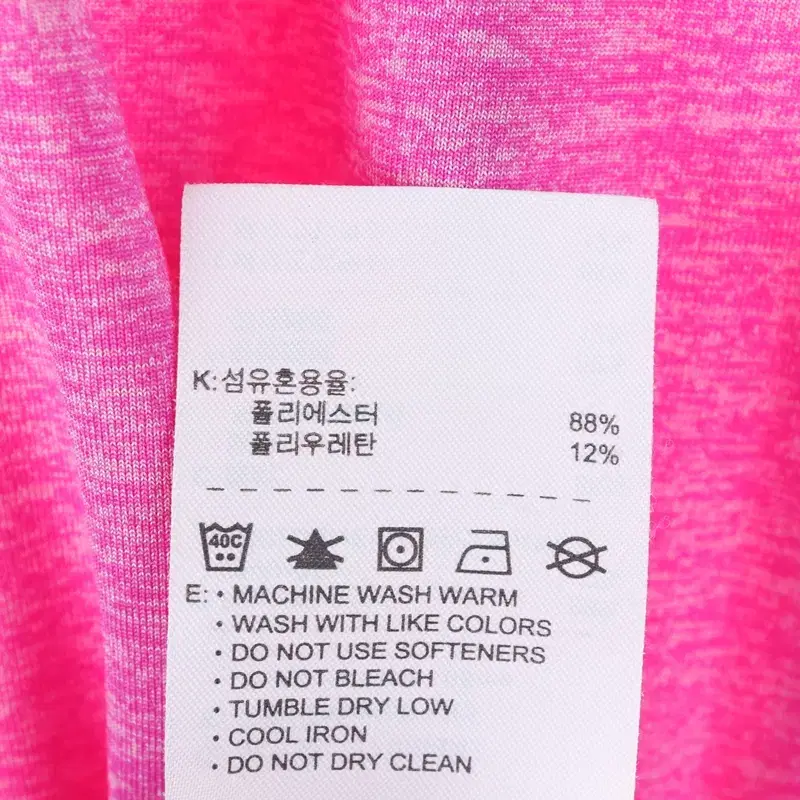 K: 섬유혼용율:
폴리에스터 88%
폴리우레탄 12%
40C
E: • MACHINE WASH WARM
• WASH WITH LIKE COLORS
• DO NOT USE SOFTENERS
• DO NOT BLEACH
• TUMBLE DRY LOW
• COOL IRON
• DO NOT DRY CLEAN